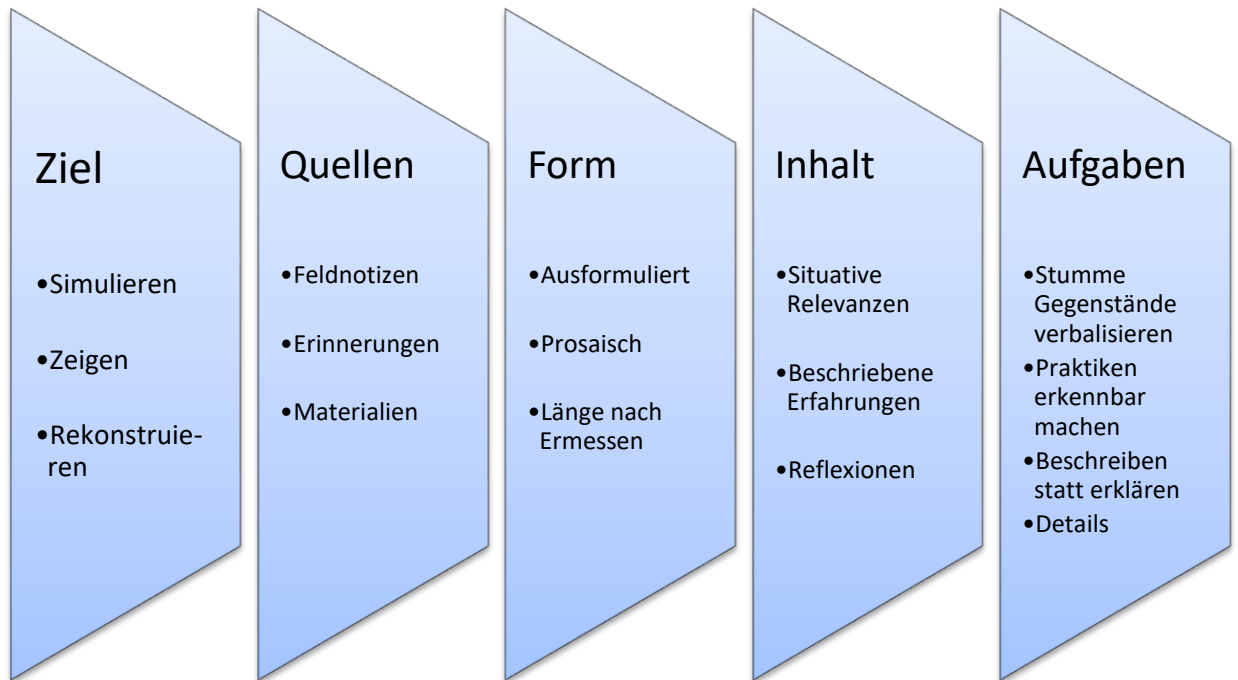 Ziel
•Simulieren
•Zeigen
•Rekonstruie-
ren
Quellen
•Feldnotizen
•Erinnerungen
•Materialien
Form
•Ausformuliert
•Prosaisch
•Länge nach
Ermessen
Inhalt
•Situative
Relevanzen
•Beschriebene
Erfahrungen
•Reflexionen
Aufgaben
•Stumme
Gegenstände
verbalisieren
•Praktiken
erkennbar
machen
•Beschreiben
statt erklären
•Details